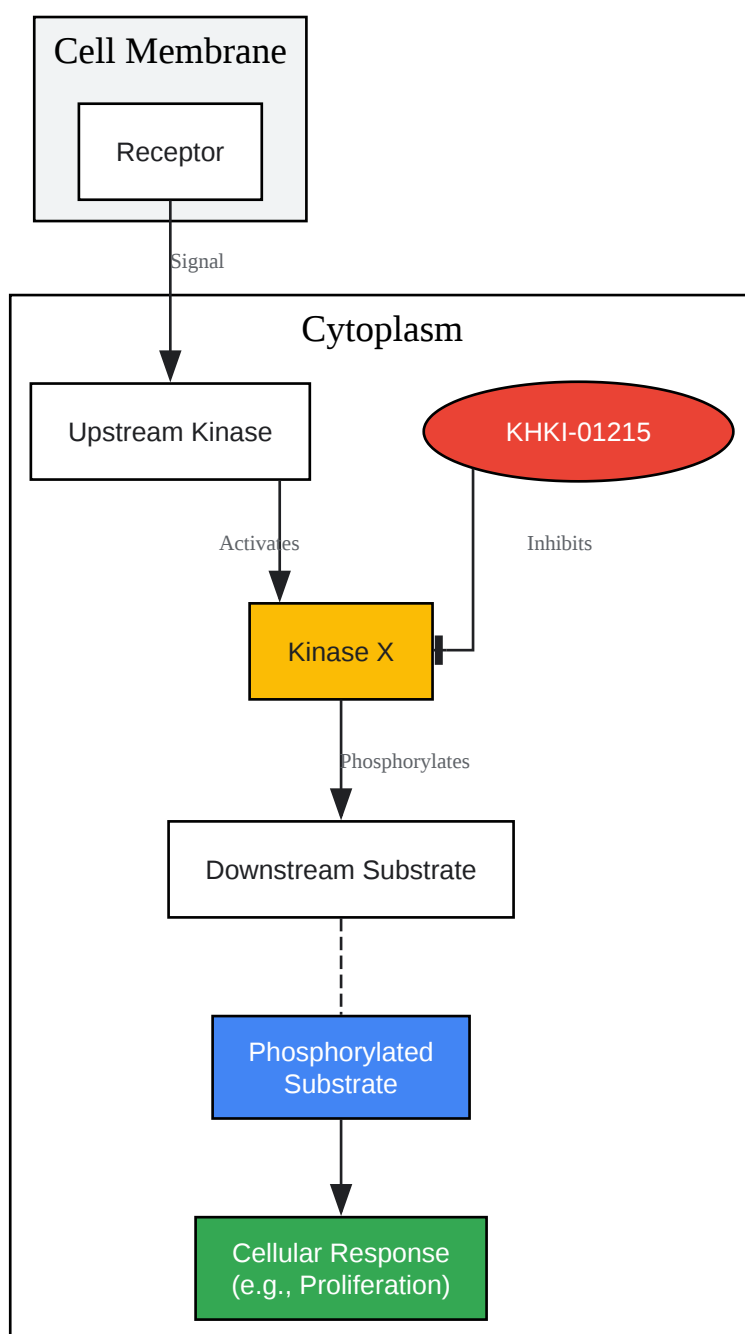 Cell Membrane
Receptor
Signal
Cytoplasm
Upstream Kinase
KHKI-01215
Activates
Inhibits
Kinase X
Phosphorylates
Downstream Substrate
Phosphorylated
Substrate
Cellular Response
(e.g., Proliferation)